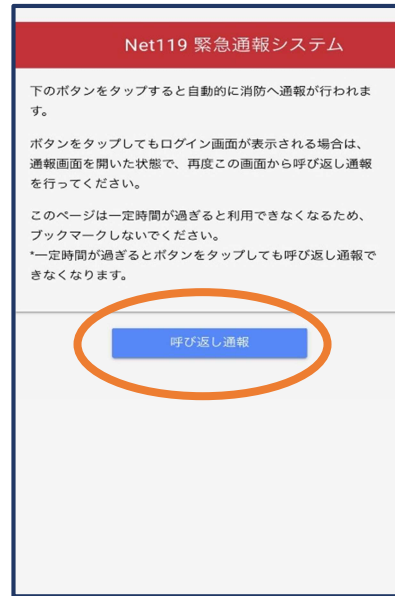 Net119 緊急通報システム
下のボタンをタップすると自動的に消防へ通報が行われま
す。
ボタンをタップしてもログイン画面が表示される場合は、
通報画面を開いた状態で、再度この画面から呼び返し通報
を行ってください。
このページは一定時間が過ぎると利用できなくなるため、
ブックマークしないでください。
*一定時間が過ぎるとボタンをタップしても呼び返し通報で
きなくなります。
呼び返し通報